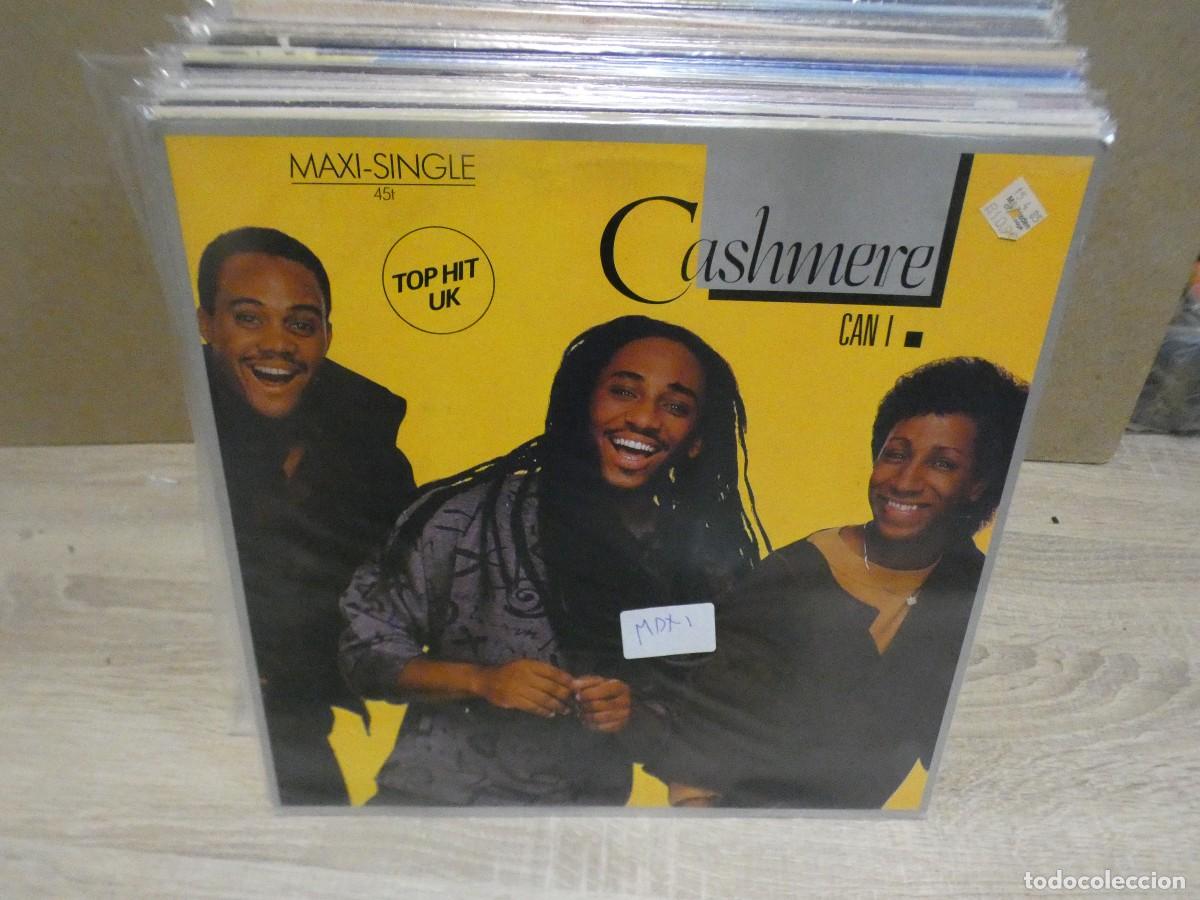 MAXI-SINGLE
45t
TOP HIT
UK
Cashmere
CAN I
MDX1
todocoleccion